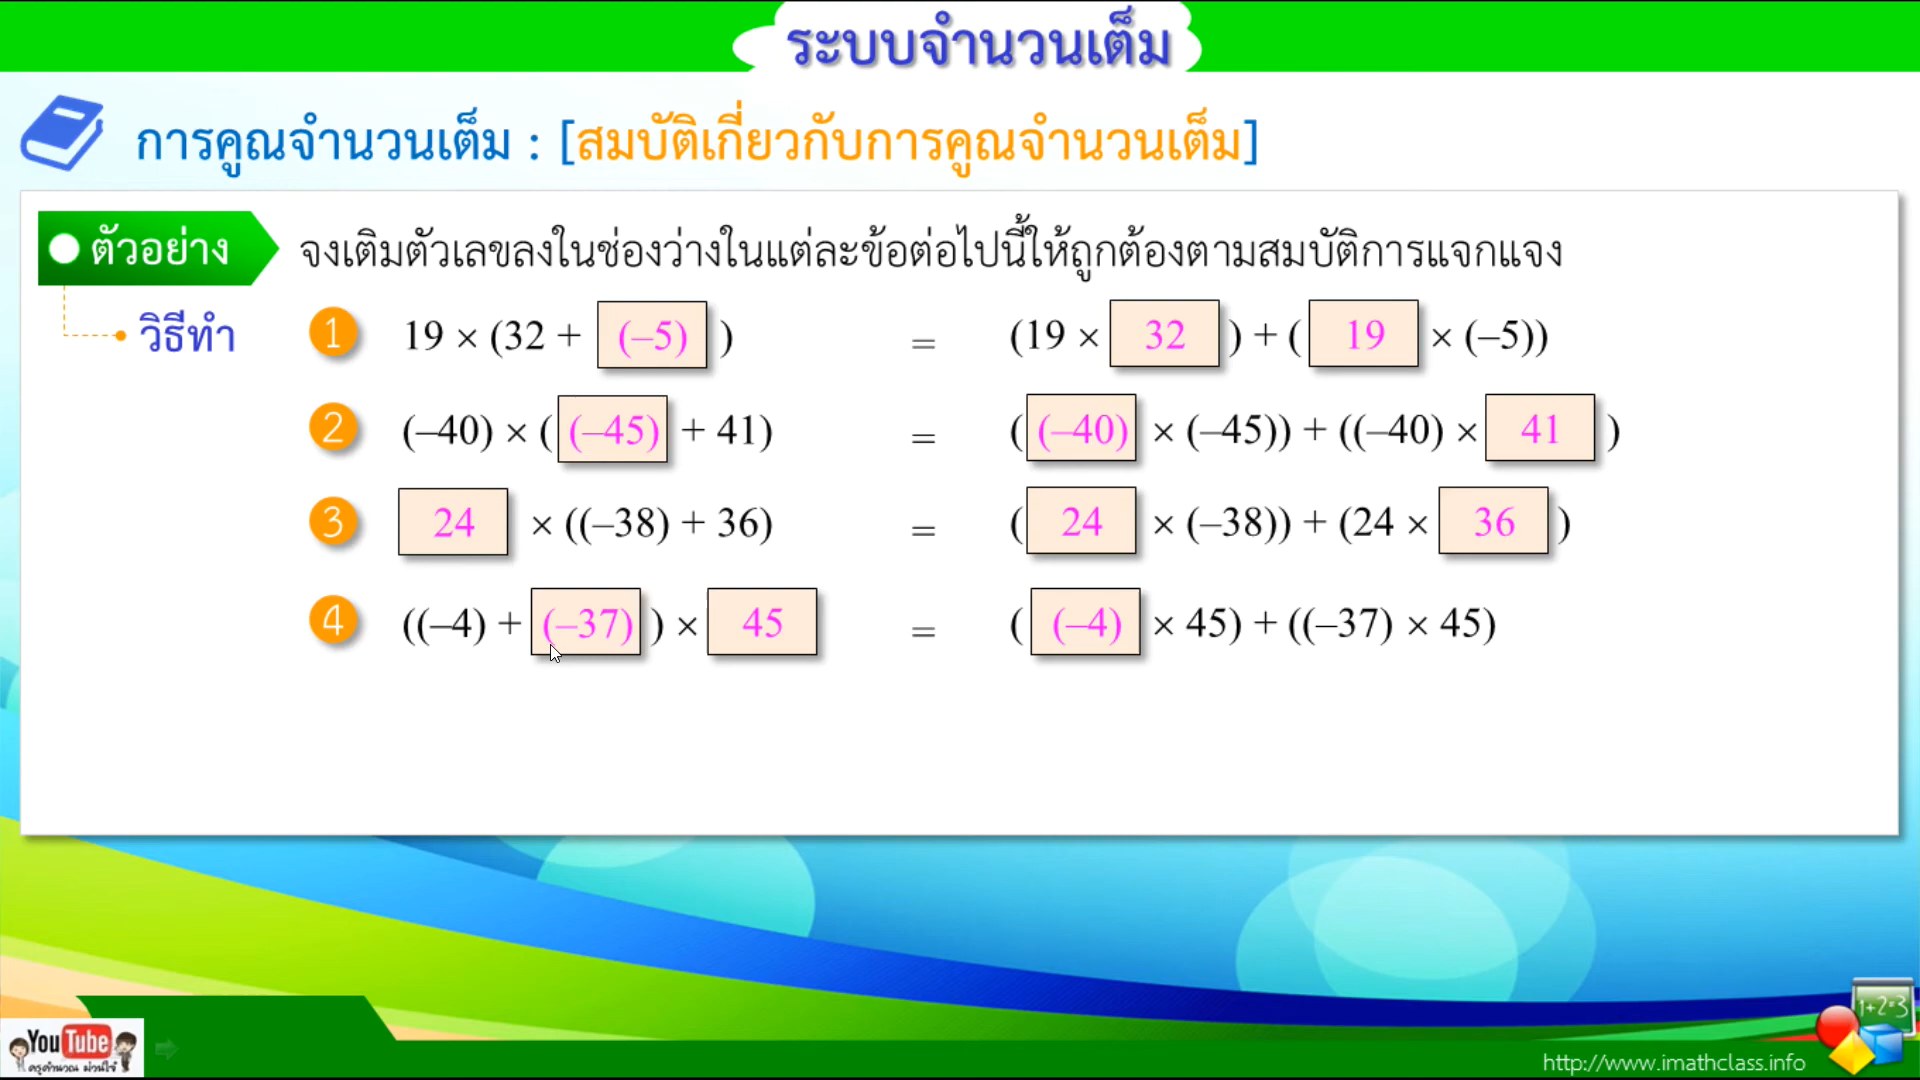 ระบบจำนวนเต็ม
การคูณจำนวนเต็ม : [สมบัติเกี่ยวกับการคูณจำนวนเต็ม]
ตัวอย่าง จงเติมตัวเลขลงในช่องว่างในแต่ละข้อต่อไปนี้ให้ถูกต้องตามสมบัติการแจกแจง
วิธีทำ 1 19 × (32 + (–5) ) = (19 × 32 ) + ( 19 × (–5))
2 (–40) × ( (–45) + 41) = ( (–40) × (–45)) + ((–40) × 41 )
3 24 × ((–38) + 36) = ( 24 × (–38)) + (24 × 36 )
4 ((–4) + (–37) ) × 45 = ( (–4) × 45) + ((–37) × 45)
1+2=3
YouTube
http://www.imathclass.info